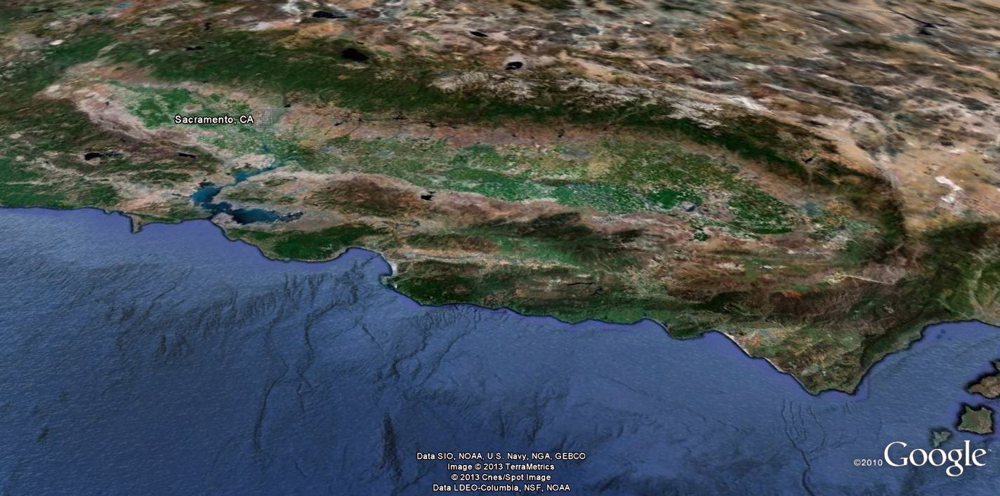 Sacramento, CA
Data SIO, NOAA, U.S. Navy, NGA, GEBCO
Image © 2013 TerraMetrics
© 2013 Cnes/Spot Image
Data LDEO-Columbia, NSF, NOAA
©2010 Google™